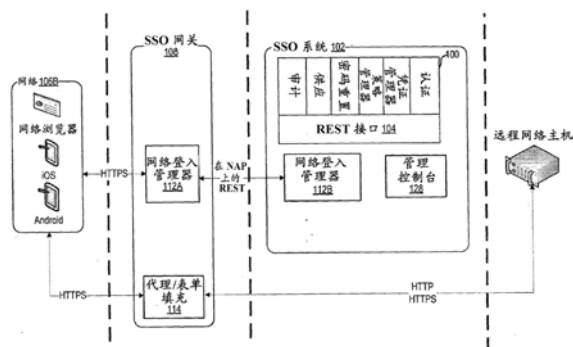 SSO 网关
108
SSO 系统 102
100
审计
供应
密码重置
策略管理器
凭证管理器
认证
REST 接口 104
网络 106B
网络浏览器
iOS
Android
HTTPS
网络登入
管理器
112A
在 NAP
上的
REST
网络登入
管理器
112B
管理
控制台
128
远程网络主机
HTTPS
代理/表单
填充
114
HTTP
HTTPS